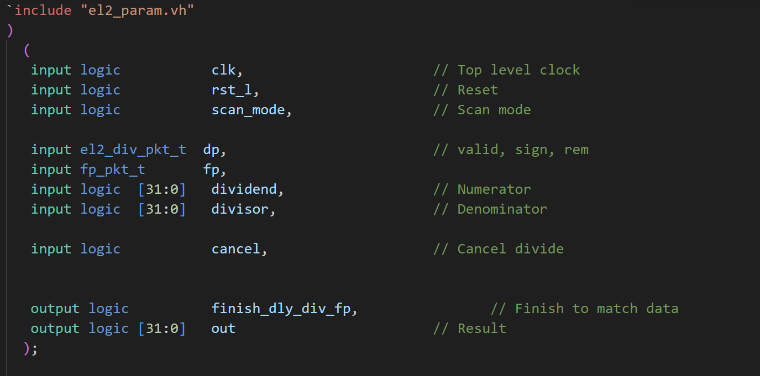 `include "el2_param.vh"
)
(
input logic clk, // Top level clock
input logic rst_l, // Reset
input logic scan_mode, // Scan mode
input el2_div_pkt_t dp, // valid, sign, rem
input fp_pkt_t fp,
input logic [31:0] dividend, // Numerator
input logic [31:0] divisor, // Denominator
input logic cancel, // Cancel divide
output logic finish_dly_div_fp, // Finish to match data
output logic [31:0] out // Result
);